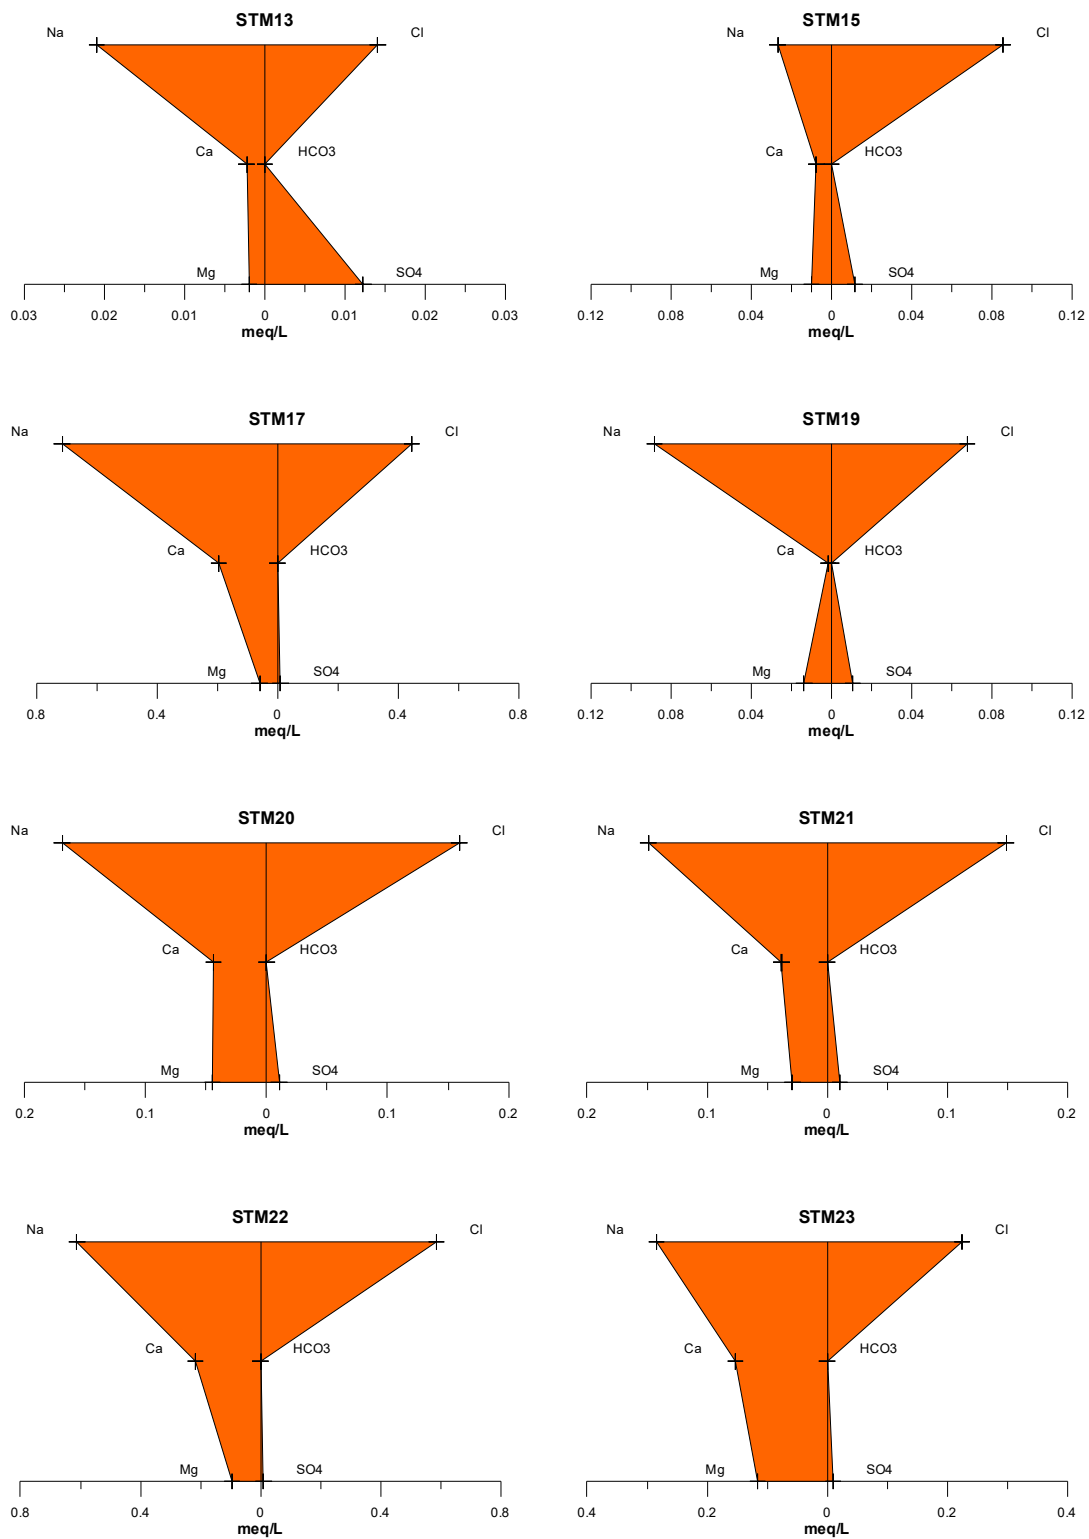 STM13
Na
Cl
Ca
HCO3
Mg
SO4
0.03 0.02 0.01 0 0.01 0.02 0.03
meq/L
STM15
Na
Cl
Ca
HCO3
Mg
SO4
0.12 0.08 0.04 0 0.04 0.08 0.12
meq/L
STM17
Na
Cl
Ca
HCO3
Mg
SO4
0.8 0.4 0 0.4 0.8
meq/L
STM19
Na
Cl
Ca
HCO3
Mg
SO4
0.12 0.08 0.04 0 0.04 0.08 0.12
meq/L
STM20
Na
Cl
Ca
HCO3
Mg
SO4
0.2 0.1 0 0.1 0.2
meq/L
STM21
Na
Cl
Ca
HCO3
Mg
SO4
0.2 0.1 0 0.1 0.2
meq/L
STM22
Na
Cl
Ca
HCO3
Mg
SO4
0.8 0.4 0 0.4 0.8
meq/L
STM23
Na
Cl
Ca
HCO3
Mg
SO4
0.4 0.2 0 0.2 0.4
meq/L